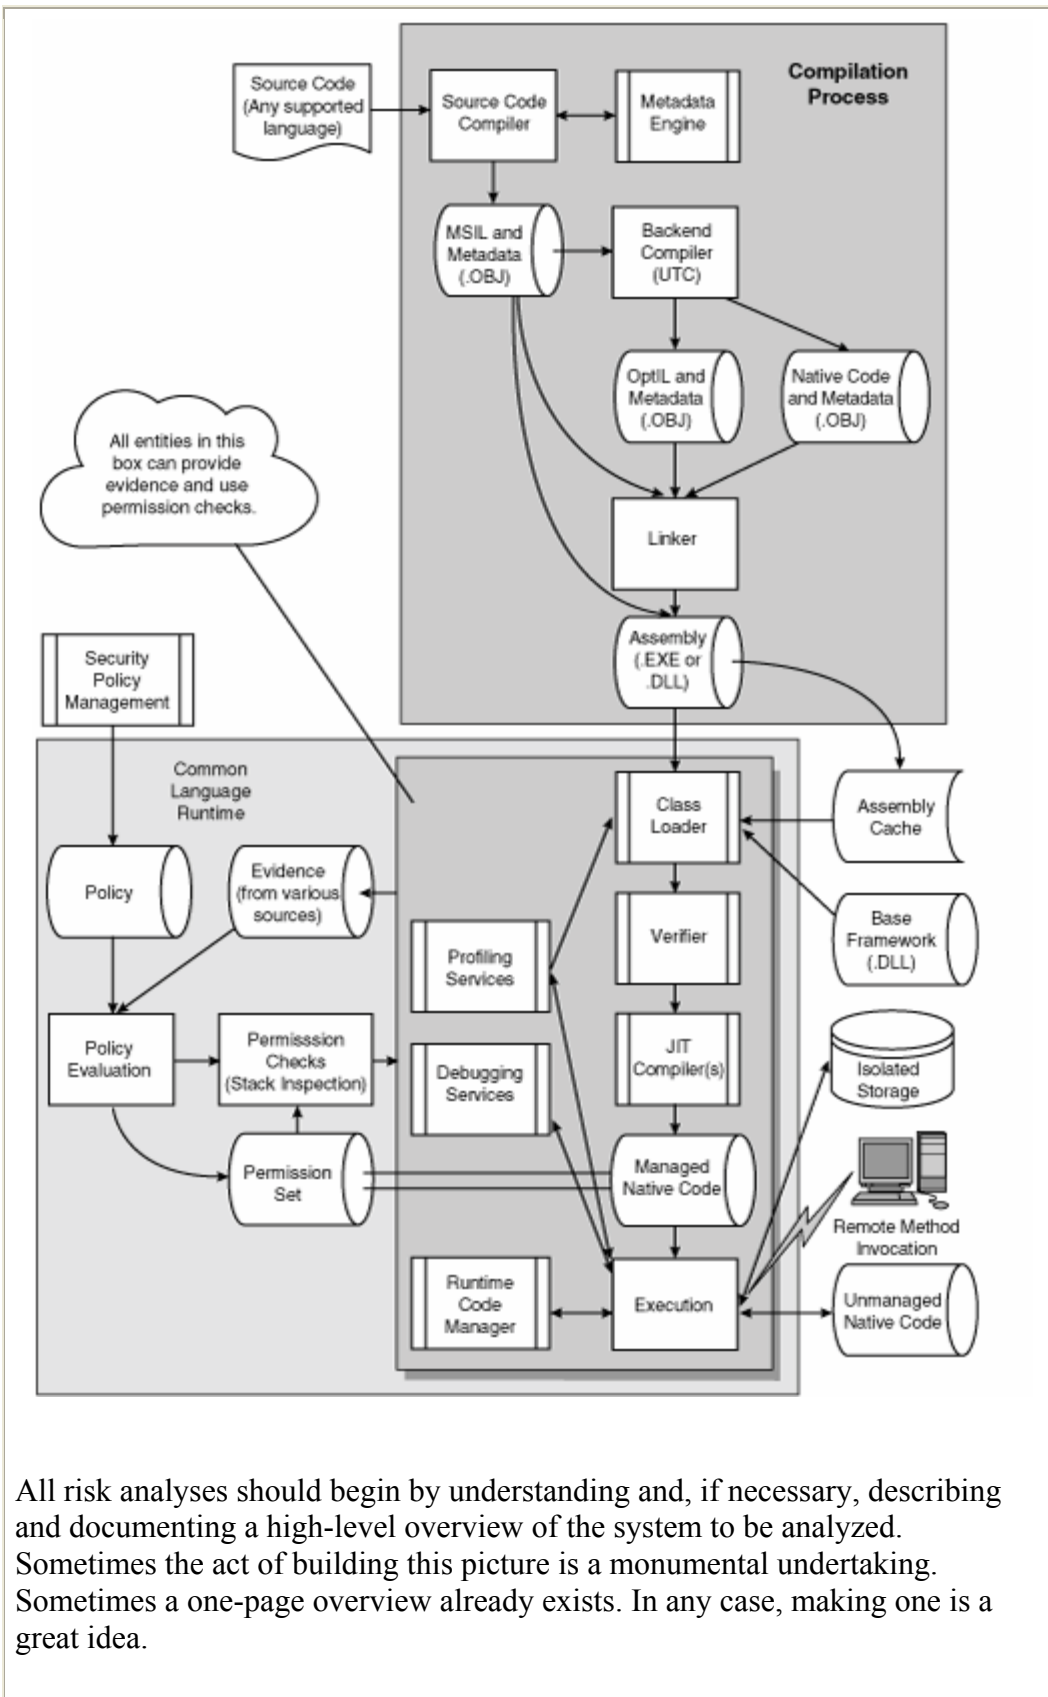 Compilation
Process
Source Code
(Any supported
language)
Source Code
Compiler
Metadata
Engine
MSIL and
Metadata
(.OBJ)
Backend
Compiler
(UTC)
OptIL and
Metadata
(.OBJ)
Native Code
and Metadata
(.OBJ)
All entities in this
box can provide
evidence and use
permission checks.
Linker
Assembly
(.EXE or
.DLL)
Security
Policy
Management
Common
Language
Runtime
Class
Loader
Assembly
Cache
Policy
Evidence
(from various
sources)
Profiling
Services
Verifier
Base
Framework
(.DLL)
Policy
Evaluation
Permisssion
Checks
(Stack Inspection)
Debugging
Services
JIT
Compiler(s)
Isolated
Storage
Permission
Set
Managed
Native Code
Remote Method
Invocation
Runtime
Code
Manager
Execution
Unmanaged
Native Code
All risk analyses should begin by understanding and, if necessary, describing
and documenting a high-level overview of the system to be analyzed.
Sometimes the act of building this picture is a monumental undertaking.
Sometimes a one-page overview already exists. In any case, making one is a
great idea.